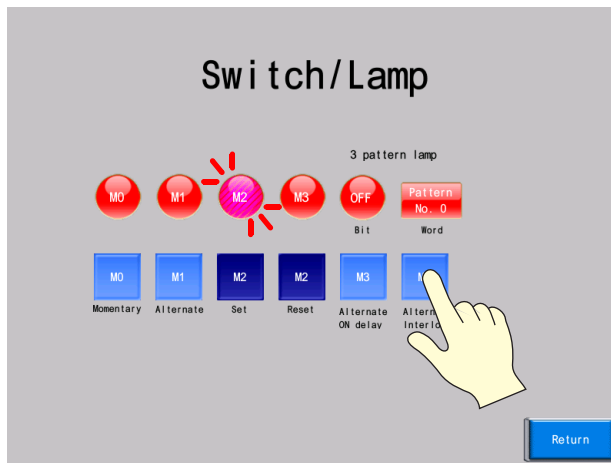 Switch/Lamp
3 pattern lamp
M0 M1 M2 M3 OFF Pattern
No. 0
Bit Word
M0 M1 M2 M2 M3
Momentary Alternate Set Reset Alternate
ON delay
Return